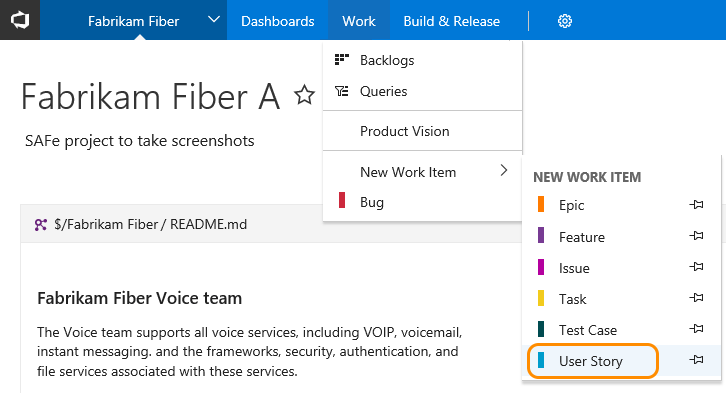 Fabrikam Fiber
Dashboards
Work
Build & Release
Backlogs
Queries
Product Vision
New Work Item
Bug
Fabrikam Fiber A
SAFe project to take screenshots
NEW WORK ITEM
Epic
Feature
Issue
Task
Test Case
User Story
$/Fabrikam Fiber / README.md
Fabrikam Fiber Voice team
The Voice team supports all voice services, including VOIP, voicemail,
instant messaging. and the frameworks, security, authentication, and
file services associated with these services.